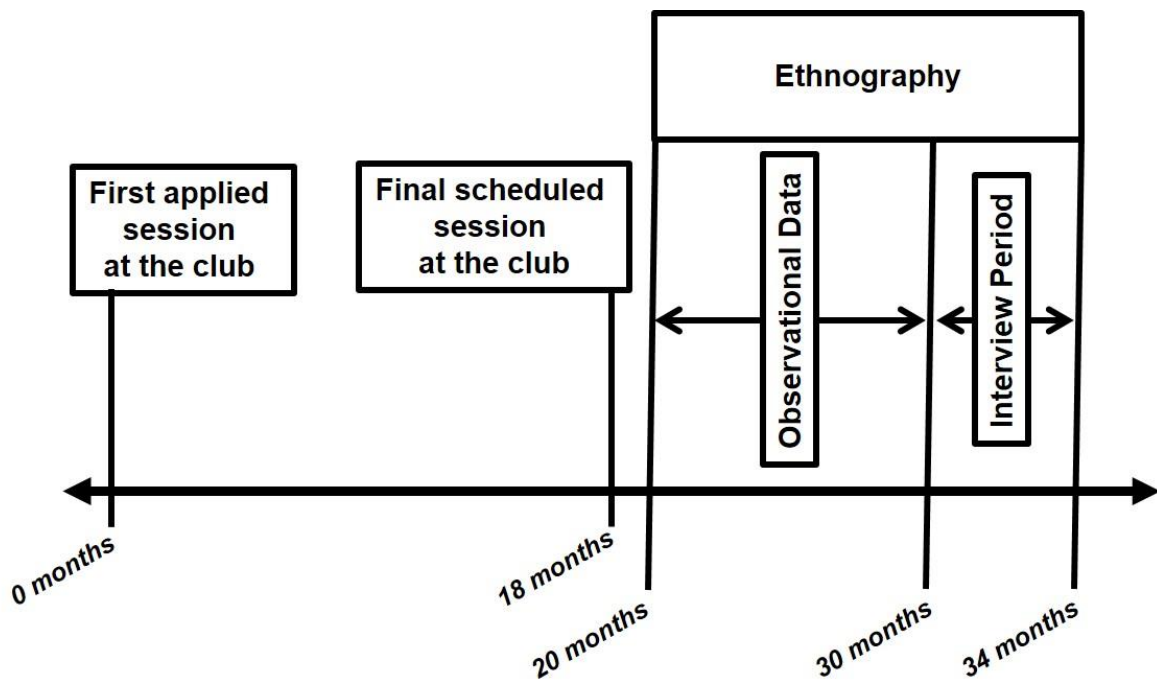 Ethnography
First applied
session
at the club
Final scheduled
session
at the club
Observational Data
Interview Period
0 months
18 months
20 months
30 months
34 months